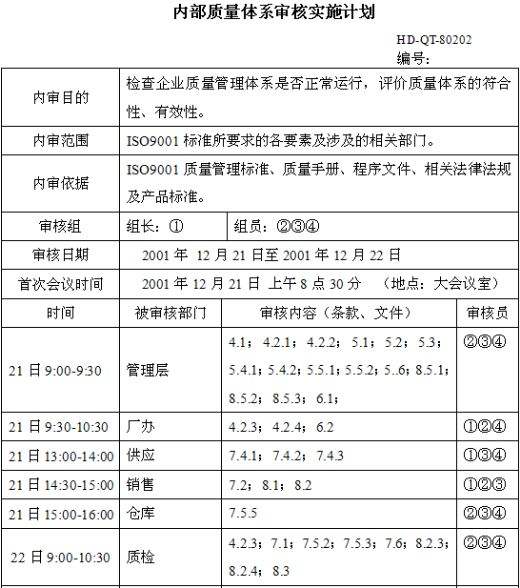 内部质量体系审核实施计划
HD-QT-80202
编号：
内审目的
检查企业质量管理体系是否正常运行，评价质量体系的符合
性、有效性。
内审范围
ISO9001 标准所要求的各要素及涉及的相关部门。
内审依据
ISO9001 质量管理标准、质量手册、程序文件、相关法律法规
及产品标准。
审核组 组长：① 组员：②③④
审核日期 2001 年 12 月 21 日至 2001 年 12 月 22 日
首次会议时间 2001 年 12 月 21 日 上午 8 点 30 分 （地点：大会议室）
时间 被审核部门 审核内容（条款、文件） 审核员
21 日 9:00-9:30 管理层
4.1； 4.2.1； 4.2.2； 5.1； 5.2； 5.3；
5.4.1；5.4.2；5.5.1；5.5.2；5..6；8.5.1；
8.5.2； 8.5.3； 6.1；
②③④
21 日 9:30-10:30 厂办 4.2.3； 4.2.4； 6.2 ①②④
21 日 13:00-14:00 供应 7.4.1； 7.4.2； 7.4.3 ①③④
21 日 14:30-15:00 销售 7.2； 8.1； 8.2 ①②③
21 日 15:00-16:00 仓库 7.5.5 ②③④
22 日 9:00-10:30 质检
4.2.3； 7.1； 7.5.2； 7.5.3； 7.6； 8.2.3；
8.2.4； 8.3
②③④